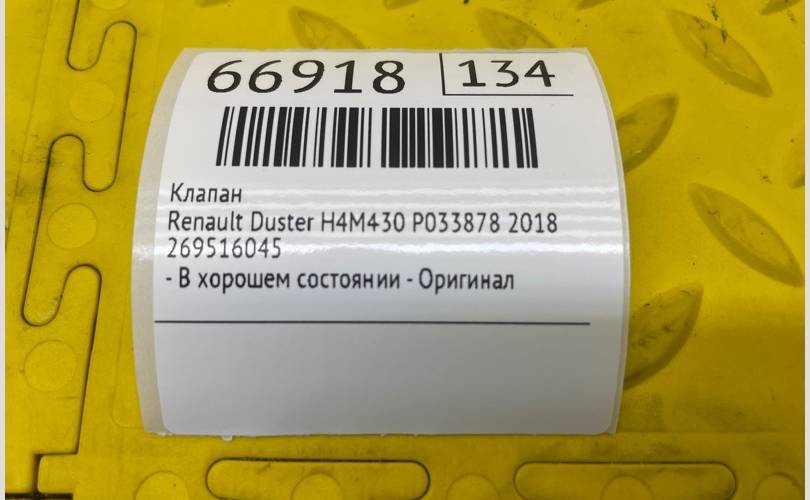 66918 134
Клапан
Renault Duster H4M430 P033878 2018
269516045
- В хорошем состоянии - Оригинал